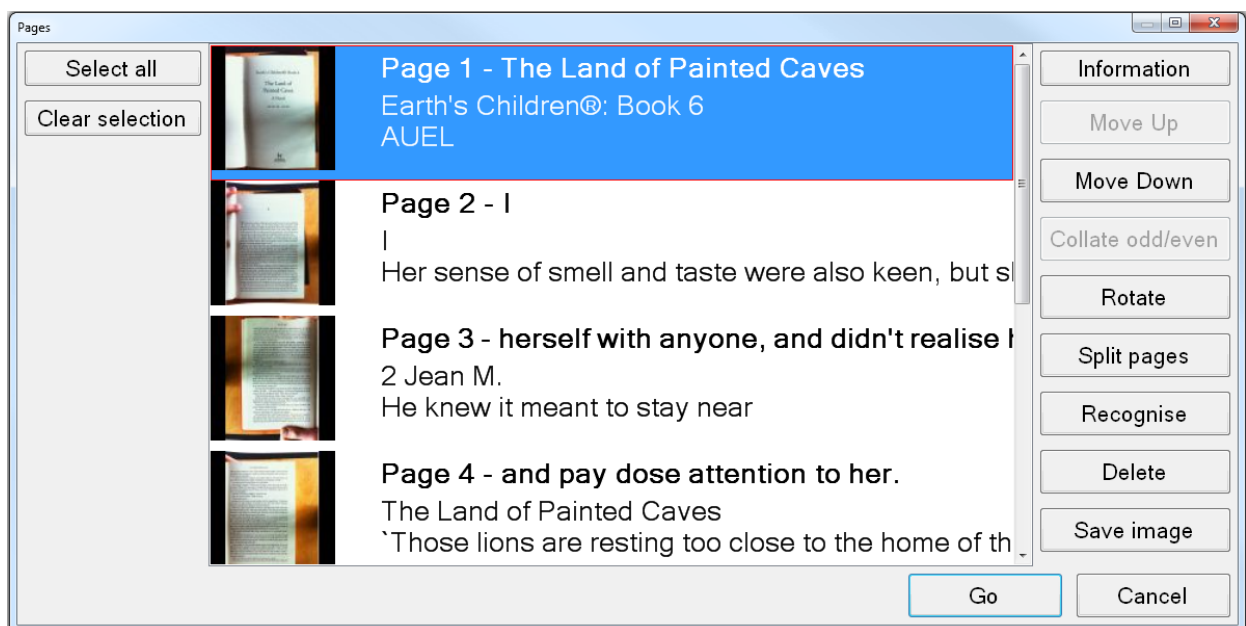 Pages
Select all
Clear selection
Page 1 - The Land of Painted Caves
Earth's Children®: Book 6
AUEL
Page 2 - I
I
Her sense of smell and taste were also keen, but sl
Page 3 - herself with anyone, and didn't realise h
2 Jean M.
He knew it meant to stay near
Page 4 - and pay dose attention to her.
The Land of Painted Caves
`Those lions are resting too close to the home of th
Information
Move Up
Move Down
Collate odd/even
Rotate
Split pages
Recognise
Delete
Save image
Go
Cancel